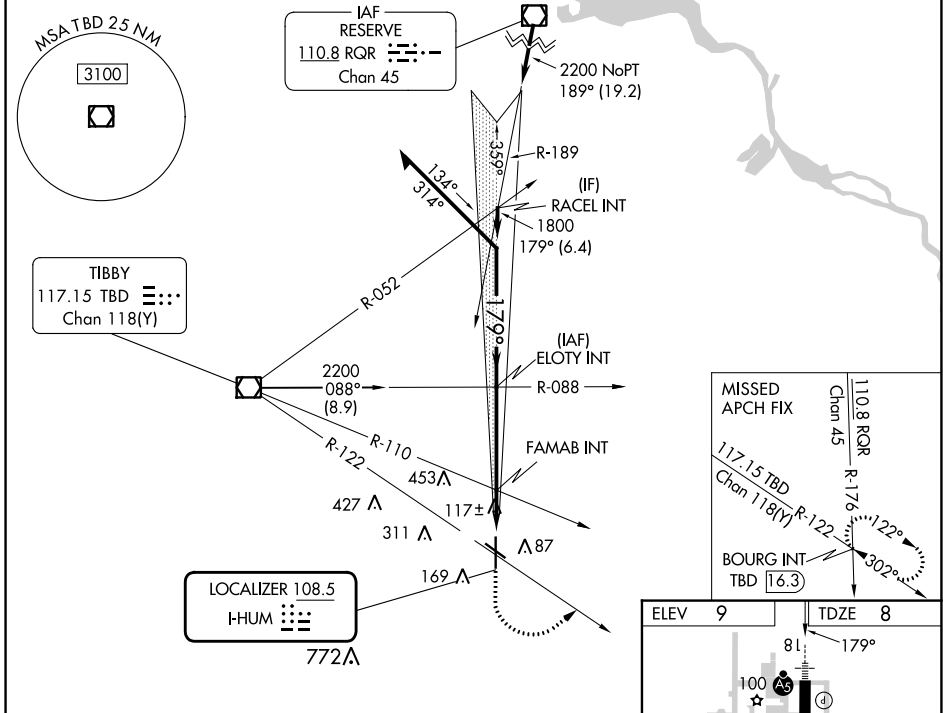 MSA TBD 25 NM
3100
IAF
RESERVE
110.8 RQR
Chan 45
2200 NoPT
189° (19.2)
359°
R-189
134°
314°
(IF)
RACEL INT
1800
179° (6.4)
TIBBY
117.15 TBD
Chan 118(Y)
R-052
179°
(IAF)
ELOTY INT
2200
088°
(8.9)
R-088
R-110
R-122
FAMAB INT
453
427
117±
311
87
169
LOCALIZER 108.5
I-HUM
772
MISSED
APCH FIX
110.8 RQR
Chan 45
R-176
117.15 TBD
Chan 118(Y)
R-122
122°
302°
BOURG INT
TBD 16.3
ELEV 9
TDZE 8
18
179°
100
A5
P